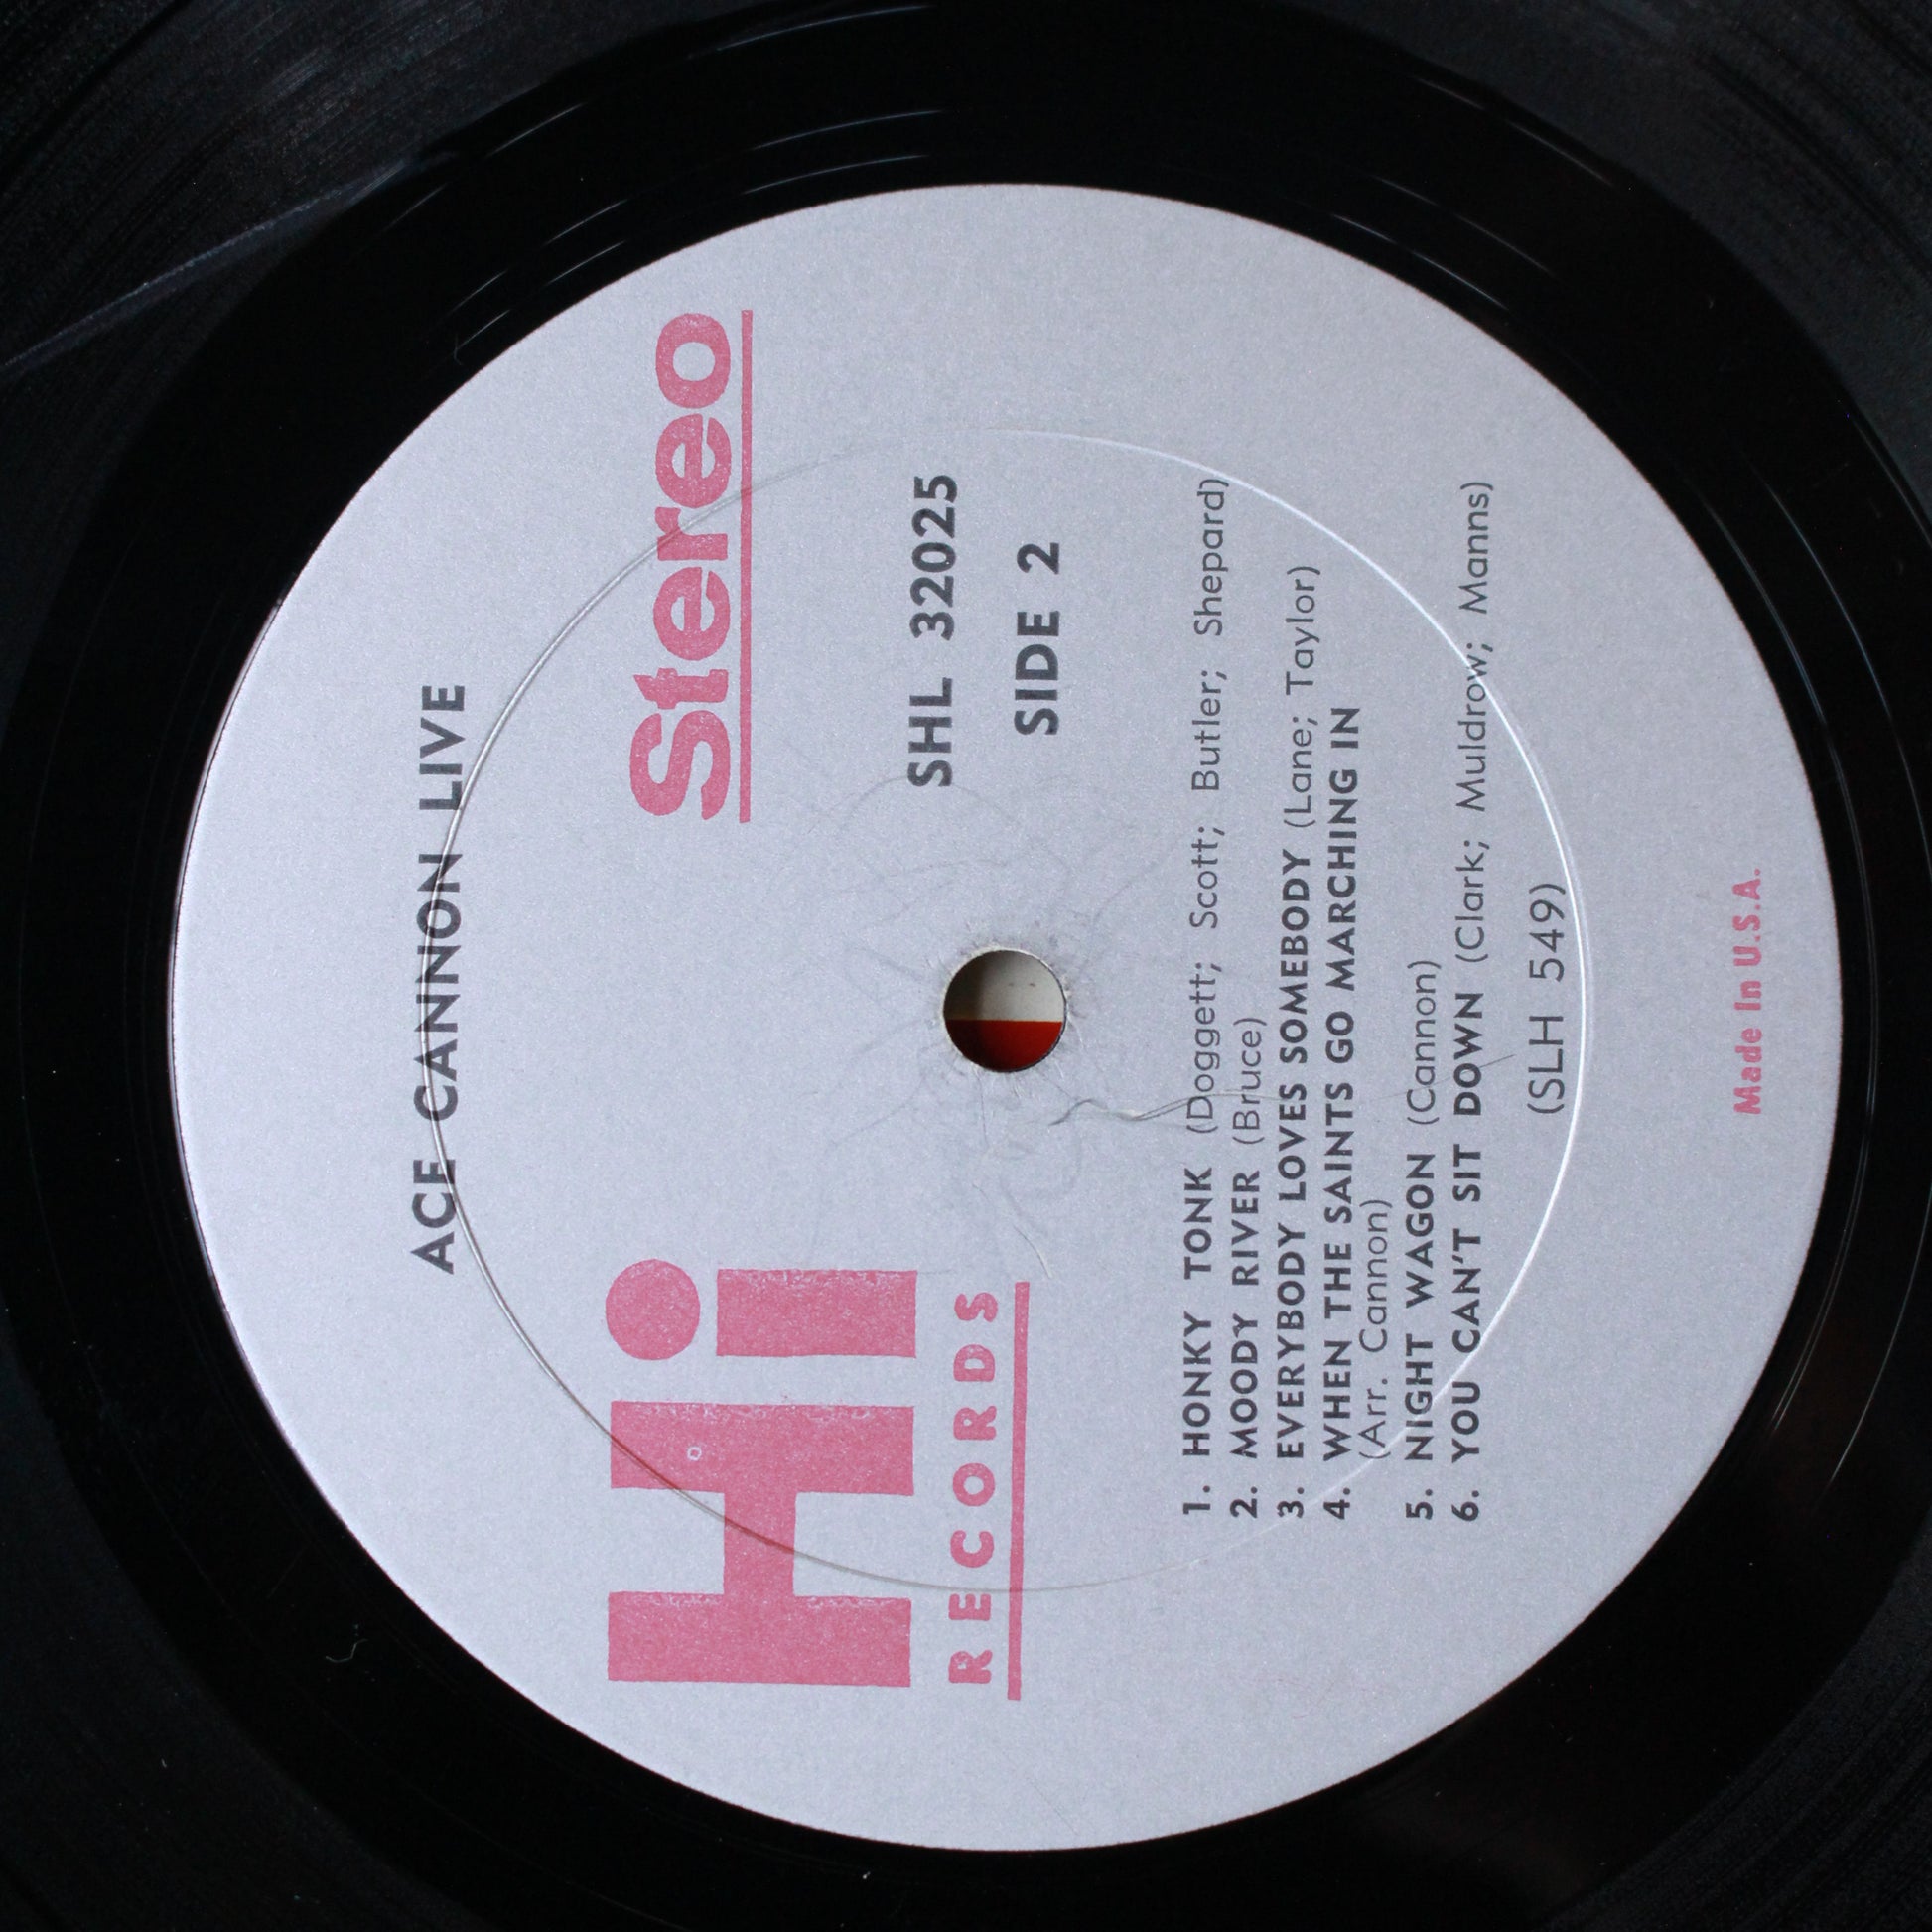 ACE CANNON LIVE
Hi
RECORDS
Stereo
SHL 32025
SIDE 2
1. HONKY TONK (Doggett; Scott; Butler; Shepard)
2. MOODY RIVER (Bruce)
3. EVERYBODY LOVES SOMEBODY (Lane; Taylor)
4. WHEN THE SAINTS GO MARCHING IN
(Arr. Cannon)
5. NIGHT WAGON (Cannon)
6. YOU CAN'T SIT DOWN (Clark; Muldrow; Manns)
(SLH 549)
Made In U.S.A.